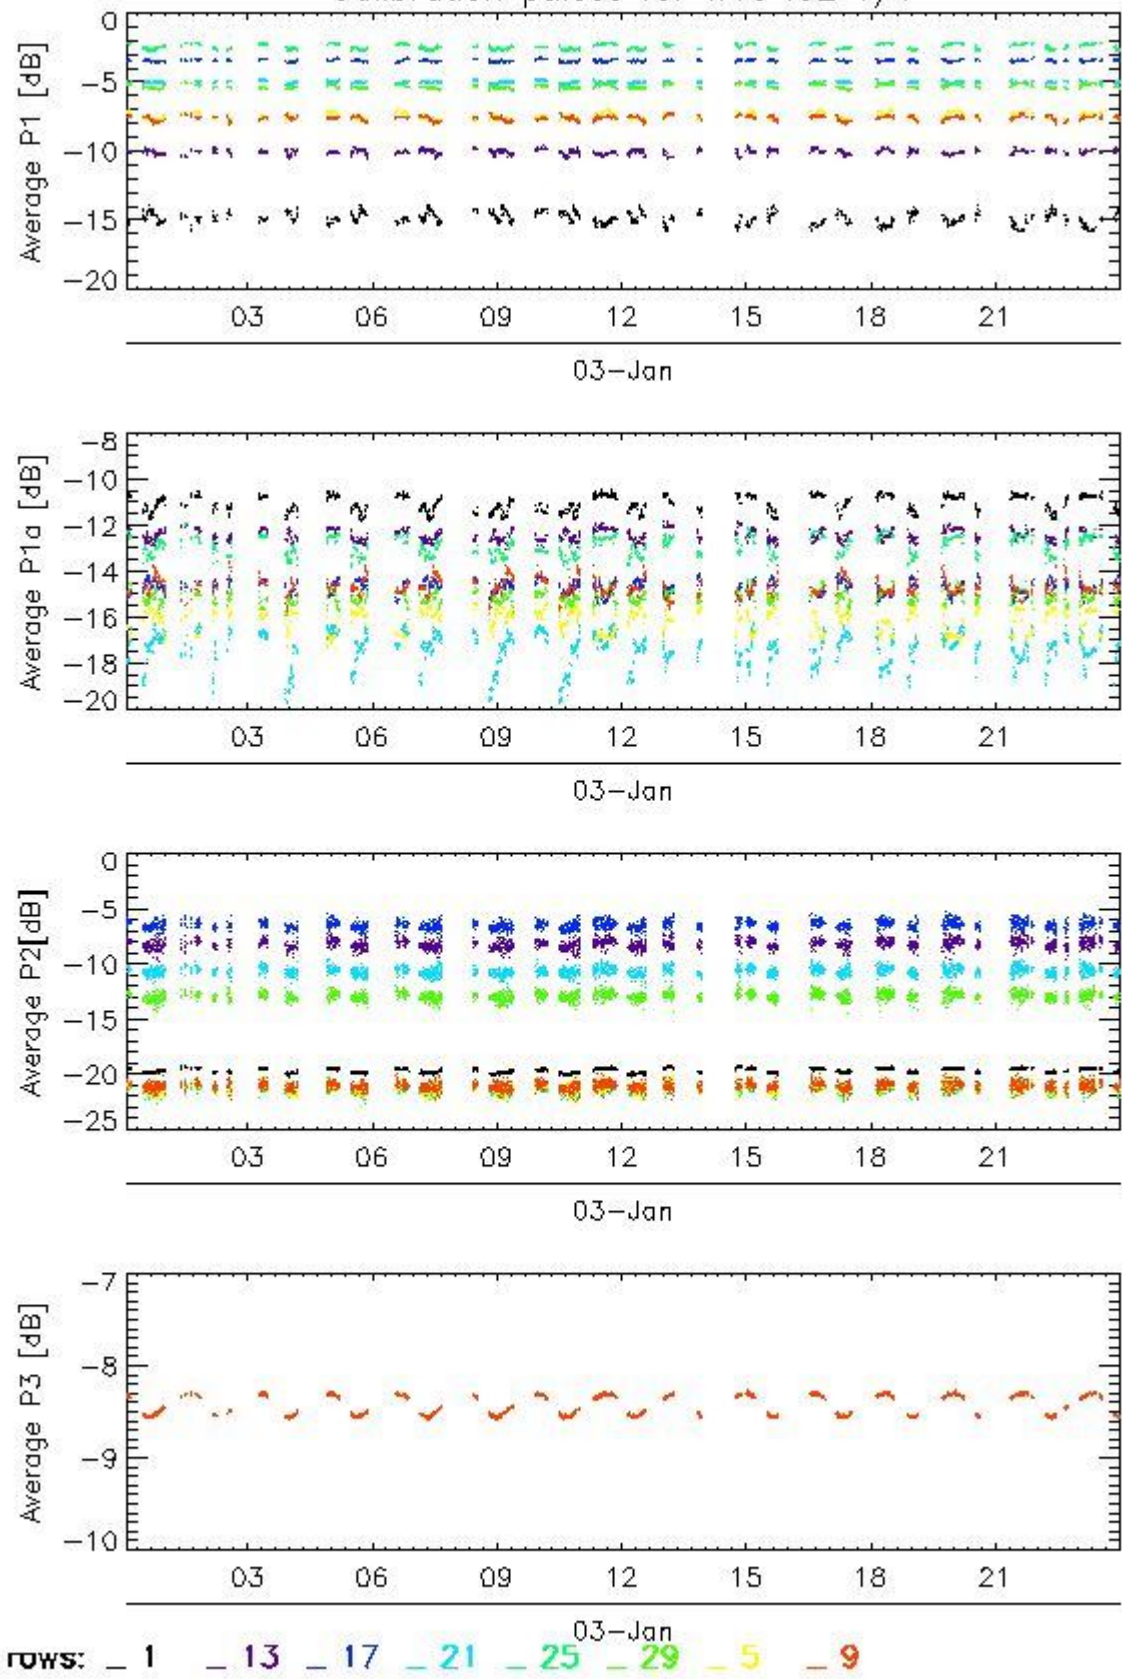 0
-5
-10
-15
-20
Average P1 [dB]
03 06 09 12 15 18 21
03-Jan
-8
-10
-12
-14
-16
-18
-20
Average P1a [dB]
03 06 09 12 15 18 21
03-Jan
0
-5
-10
-15
-20
-25
Average P2[dB]
03 06 09 12 15 18 21
03-Jan
-7
-8
-9
-10
Average P3 [dB]
03 06 09 12 15 18 21
03-Jan
rows: _ 1 _ 13 _ 17 _ 21 _ 25 _ 29 _ 5 _ 9